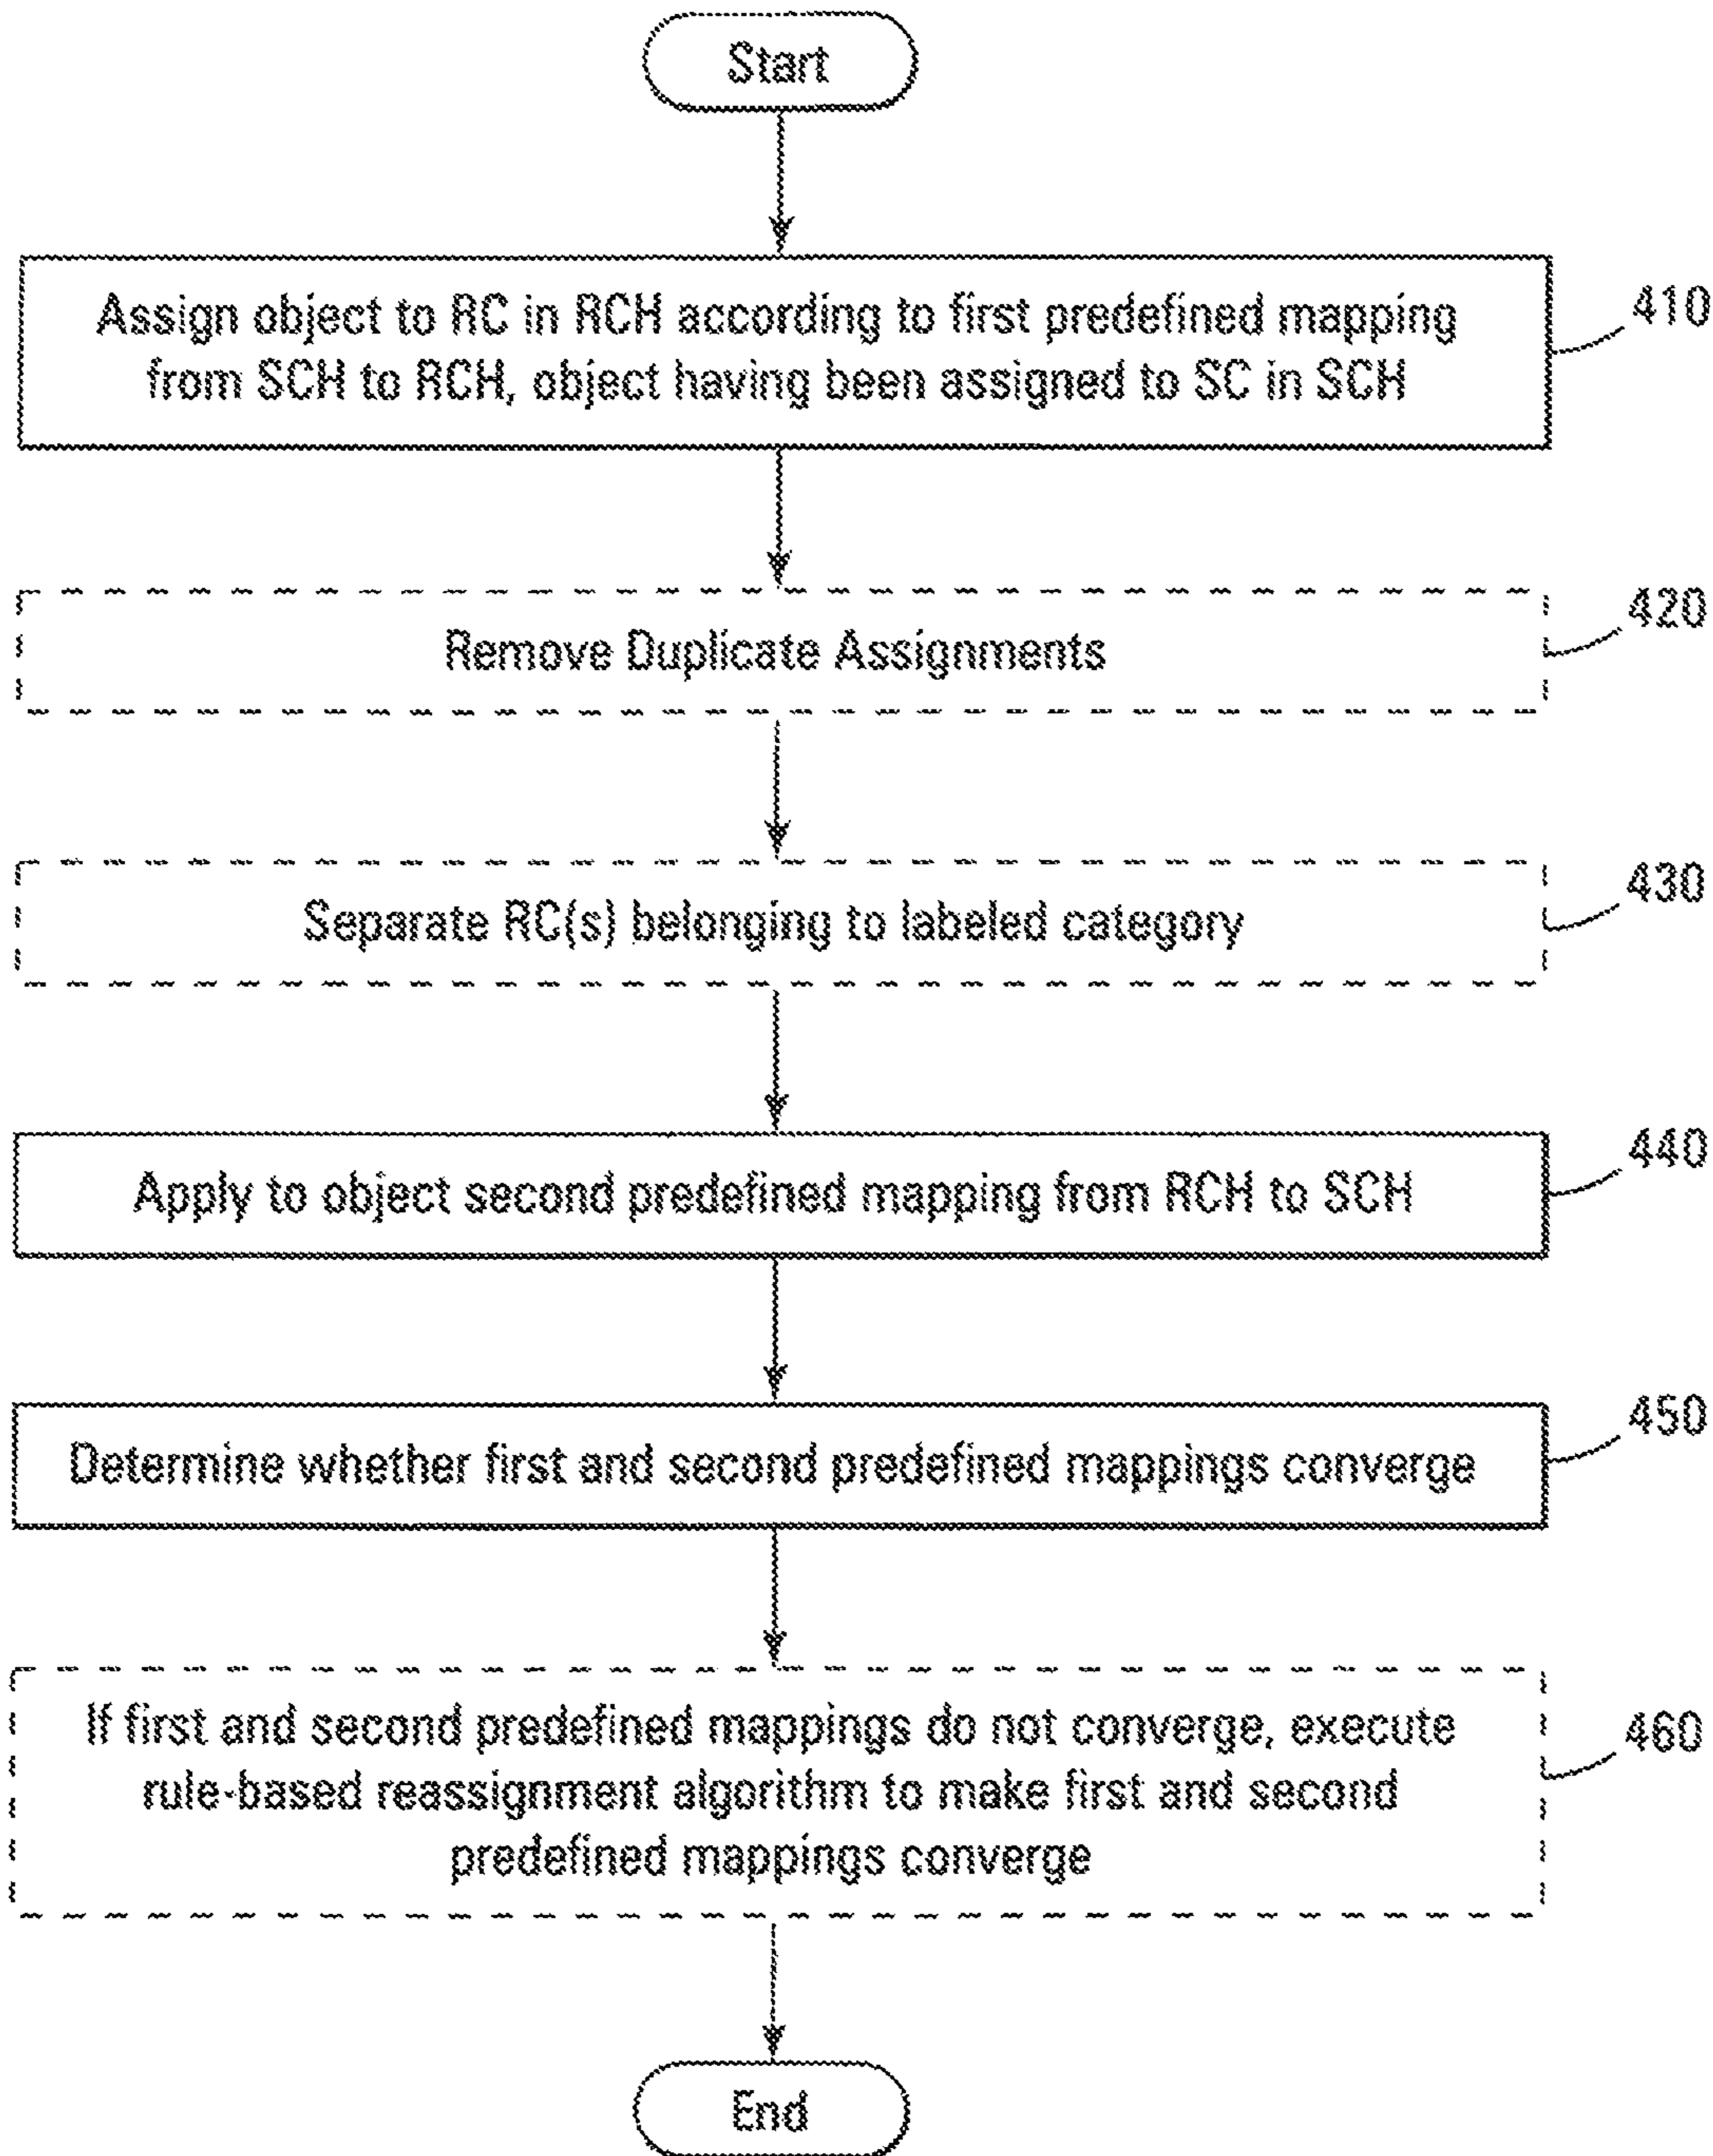 Start
Assign object to RC in RCH according to first predefined mapping
from SCH to RCH, object having been assigned to SC in SCH
410
Remove Duplicate Assignments
420
Separate RC(s) belonging to labeled category
430
Apply to object second predefined mapping from RCH to SCH
440
Determine whether first and second predefined mappings converge
450
If first and second predefined mappings do not converge, execute
rule-based reassignment algorithm to make first and second
predefined mappings converge
460
End